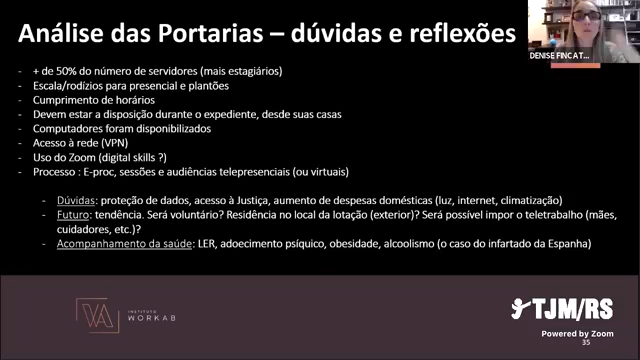 Análise das Portarias – dúvidas e reflexões
DENISE FINCAT...
- + de 50% do número de servidores (mais estagiários)
- Escala/rodízios para presencial e plantões
- Cumprimento de horários
- Devem estar a disposição durante o expediente, desde suas casas
- Computadores foram disponibilizados
- Acesso à rede (VPN)
- Uso do Zoom (digital skills ?)
- Processo : E-proc, sessões e audiências telepresenciais (ou virtuais)
- Dúvidas: proteção de dados, acesso à Justiça, aumento de despesas domésticas (luz, internet, climatização)
- Futuro: tendência. Será voluntário? Residência no local da lotação (exterior)? Será possível impor o teletrabalho (mães,
cuidadores, etc.)?
- Acompanhamento da saúde: LER, adoecimento psíquico, obesidade, alcoolismo (o caso do infartado da Espanha)
INSTITUTO
WORKAB
TJM/RS
Powered by Zoom
35